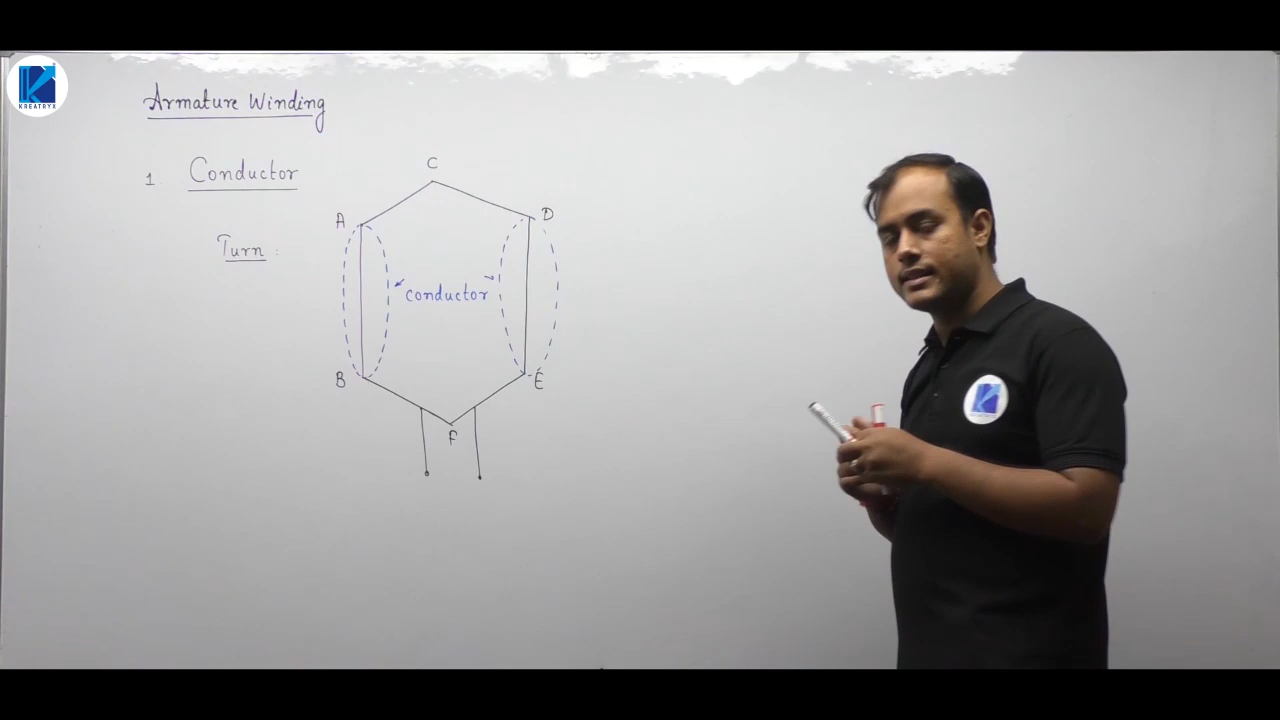 KREATRYX
Armature Winding
1. Conductor
C
A
D
Turn :
conductor
B
E
F